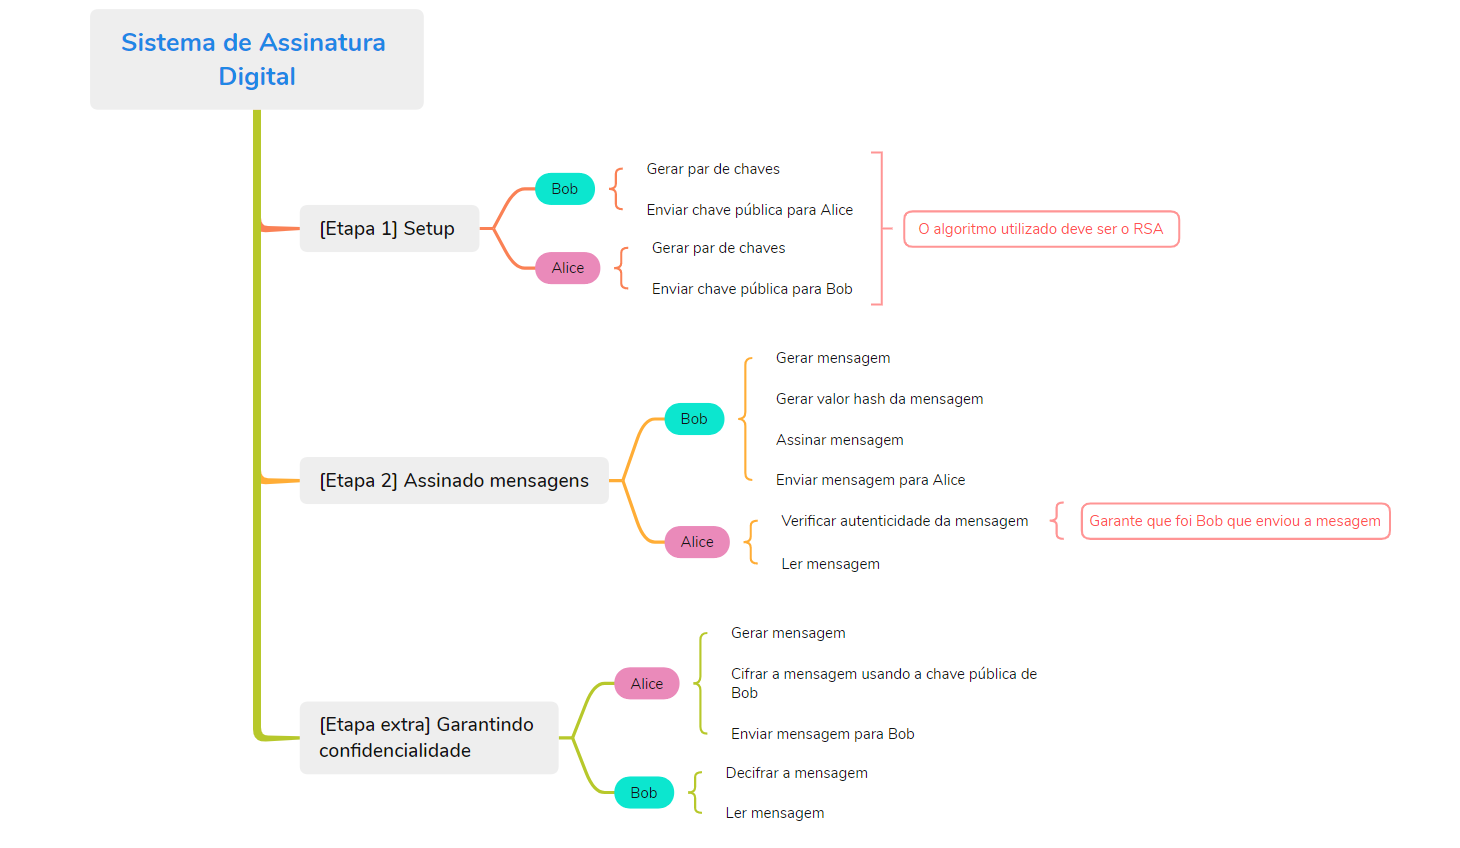 Sistema de Assinatura
Digital
[Etapa 1] Setup
Bob
Gerar par de chaves
Enviar chave pública para Alice
Alice
Gerar par de chaves
Enviar chave pública para Bob
O algoritmo utilizado deve ser o RSA
[Etapa 2] Assinado mensagens
Bob
Gerar mensagem
Gerar valor hash da mensagem
Assinar mensagem
Enviar mensagem para Alice
Alice
Verificar autenticidade da mensagem
Garante que foi Bob que enviou a mesagem
Ler mensagem
[Etapa extra] Garantindo
confidencialidade
Alice
Gerar mensagem
Cifrar a mensagem usando a chave pública de
Bob
Enviar mensagem para Bob
Bob
Decifrar a mensagem
Ler mensagem